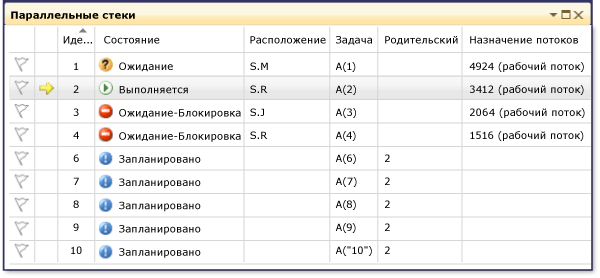 Параллельные стеки
Иде... Состояние Расположение Задача Родительский Назначение потоков
1 Ожидание S.M A(1) 4924 (рабочий поток)
2 Выполняется S.R A(2) 3412 (рабочий поток)
3 Ожидание-Блокировка S.J A(3) 2064 (рабочий поток)
4 Ожидание-Блокировка S.R A(4) 1516 (рабочий поток)
6 Запланировано A(6) 2
7 Запланировано A(7) 2
8 Запланировано A(8) 2
9 Запланировано A(9) 2
10 Запланировано A("10") 2